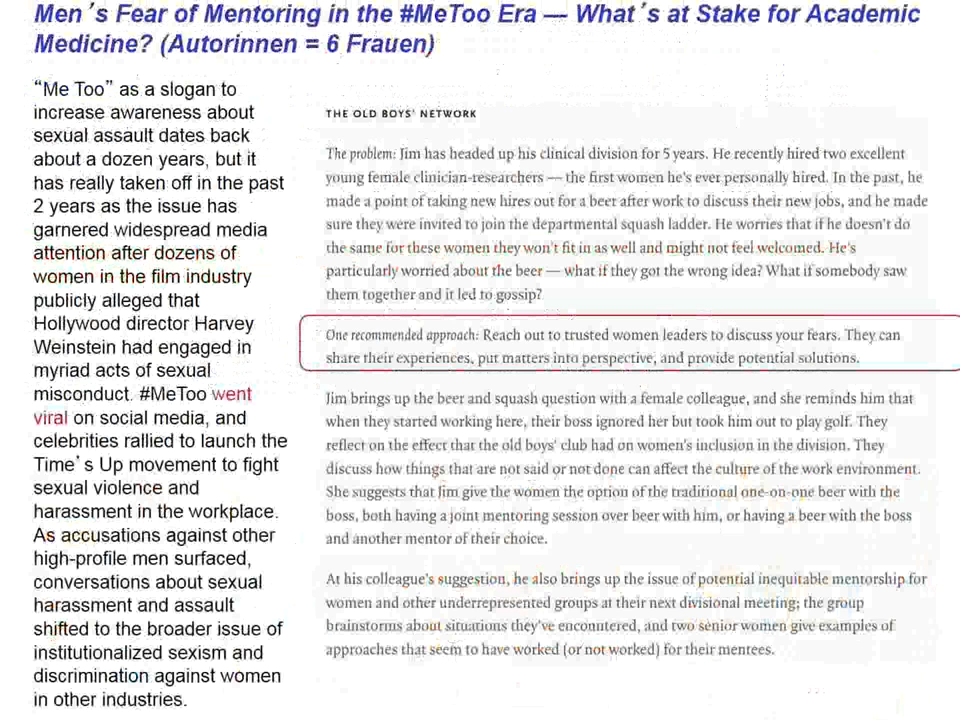 Men's Fear of Mentoring in the #MeToo Era — What's at Stake for Academic
Medicine? (Autorinnen = 6 Frauen)
“Me Too” as a slogan to
increase awareness about
sexual assault dates back
about a dozen years, but it
has really taken off in the past
2 years as the issue has
garnered widespread media
attention after dozens of
women in the film industry
publicly alleged that
Hollywood director Harvey
Weinstein had engaged in
myriad acts of sexual
misconduct. #MeToo went
viral on social media, and
celebrities rallied to launch the
Time's Up movement to fight
sexual violence and
harassment in the workplace.
As accusations against other
high-profile men surfaced,
conversations about sexual
harassment and assault
shifted to the broader issue of
institutionalized sexism and
discrimination against women
in other industries.
THE OLD BOYS' NETWORK
The problem: Jim has headed up his clinical division for 5 years. He recently hired two excellent
young female clinician-researchers — the first women he's ever personally hired. In the past, he
made a point of taking new hires out for a beer after work to discuss their new jobs, and he made
sure they were invited to join the departmental squash ladder. He worries that if he doesn't do
the same for these women they won't fit in as well and might not feel welcomed. He's
particularly worried about the beer — what if they got the wrong idea? What if somebody saw
them together and it led to gossip?
One recommended approach: Reach out to trusted women leaders to discuss your fears. They can
share their experiences, put matters into perspective, and provide potential solutions.
Jim brings up the beer and squash question with a female colleague, and she reminds him that
when they started working here, their boss ignored her but took him out to play golf. They
reflect on the effect that the old boys' club had on women's inclusion in the division. They
discuss how things that are not said or not done can affect the culture of the work environment.
She suggests that Jim give the women the option of the traditional one-on-one beer with the
boss, both having a joint mentoring session over beer with him, or having a beer with the boss
and another mentor of their choice.
At his colleague's suggestion, he also brings up the issue of potential inequitable mentorship for
women and other underrepresented groups at their next divisional meeting; the group
brainstorms about situations they've encountered, and two senior women give examples of
approaches that seem to have worked (or not worked) for their mentees.